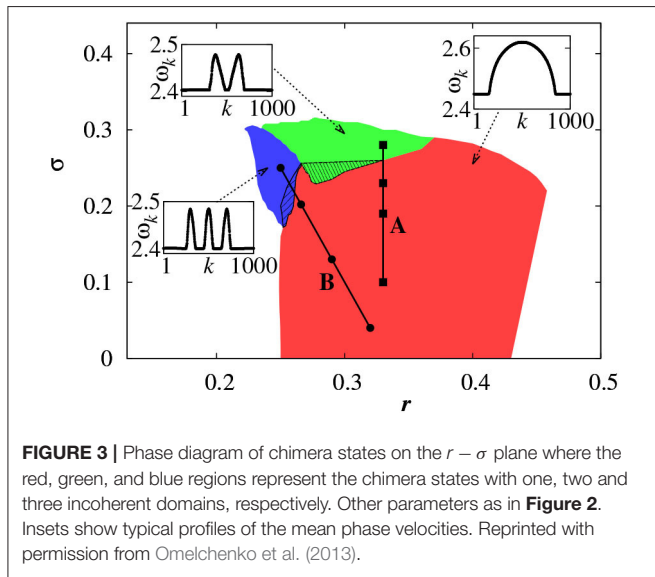 0.4
0.3
0.2
0.1
0
σ
0.2
0.3
0.4
0.5
r
2.5
2.4
ωk
1
k
1000
2.6
2.4
ωk
1
k
1000
2.5
2.4
ωk
1
k
1000
A
B
FIGURE 3 | Phase diagram of chimera states on the r − σ plane where the
red, green, and blue regions represent the chimera states with one, two and
three incoherent domains, respectively. Other parameters as in Figure 2.
Insets show typical profiles of the mean phase velocities. Reprinted with
permission from Omelchenko et al. (2013).